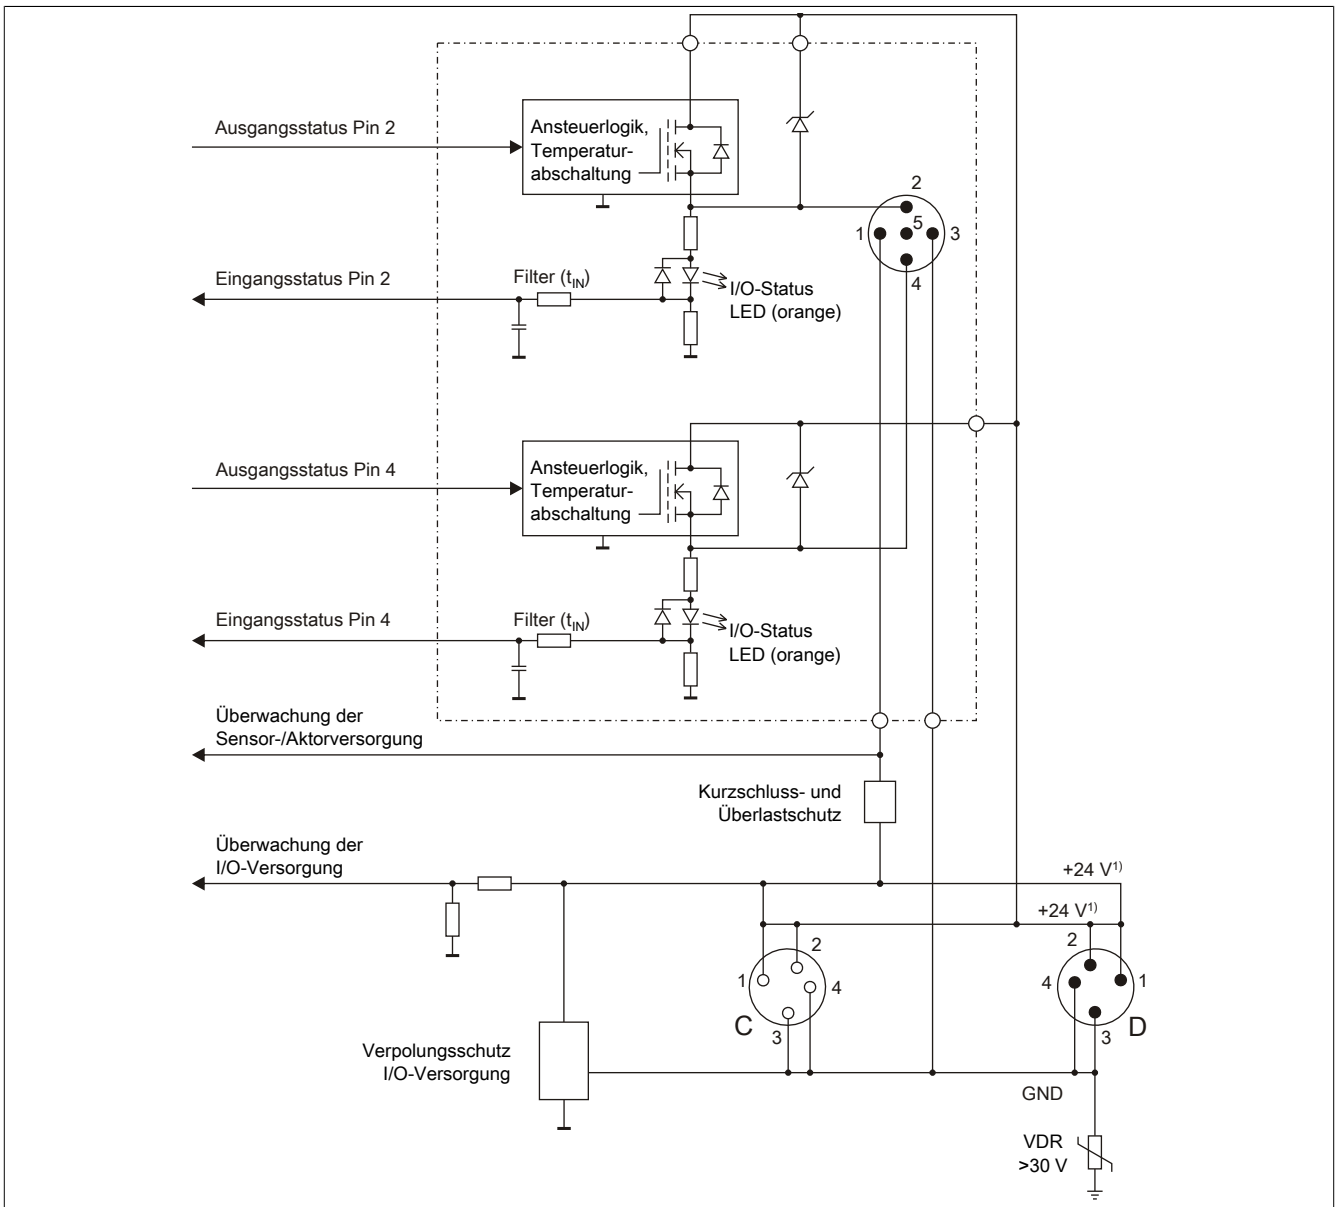 Ausgangsstatus Pin 2
Ansteuerlogik,
Temperatur-
abschaltung
2
1
5
3
4
Eingangsstatus Pin 2
Filter (tIN)
I/O-Status
LED (orange)
Ausgangsstatus Pin 4
Ansteuerlogik,
Temperatur-
abschaltung
Eingangsstatus Pin 4
Filter (tIN)
I/O-Status
LED (orange)
Überwachung der
Sensor-/Aktorversorgung
Kurzschluss- und
Überlastschutz
Überwachung der
I/O-Versorgung
+24 V1)
+24 V1)
2
1
4
3
C
2
4
1
3
D
Verpolungsschutz
I/O-Versorgung
GND
VDR
>30 V